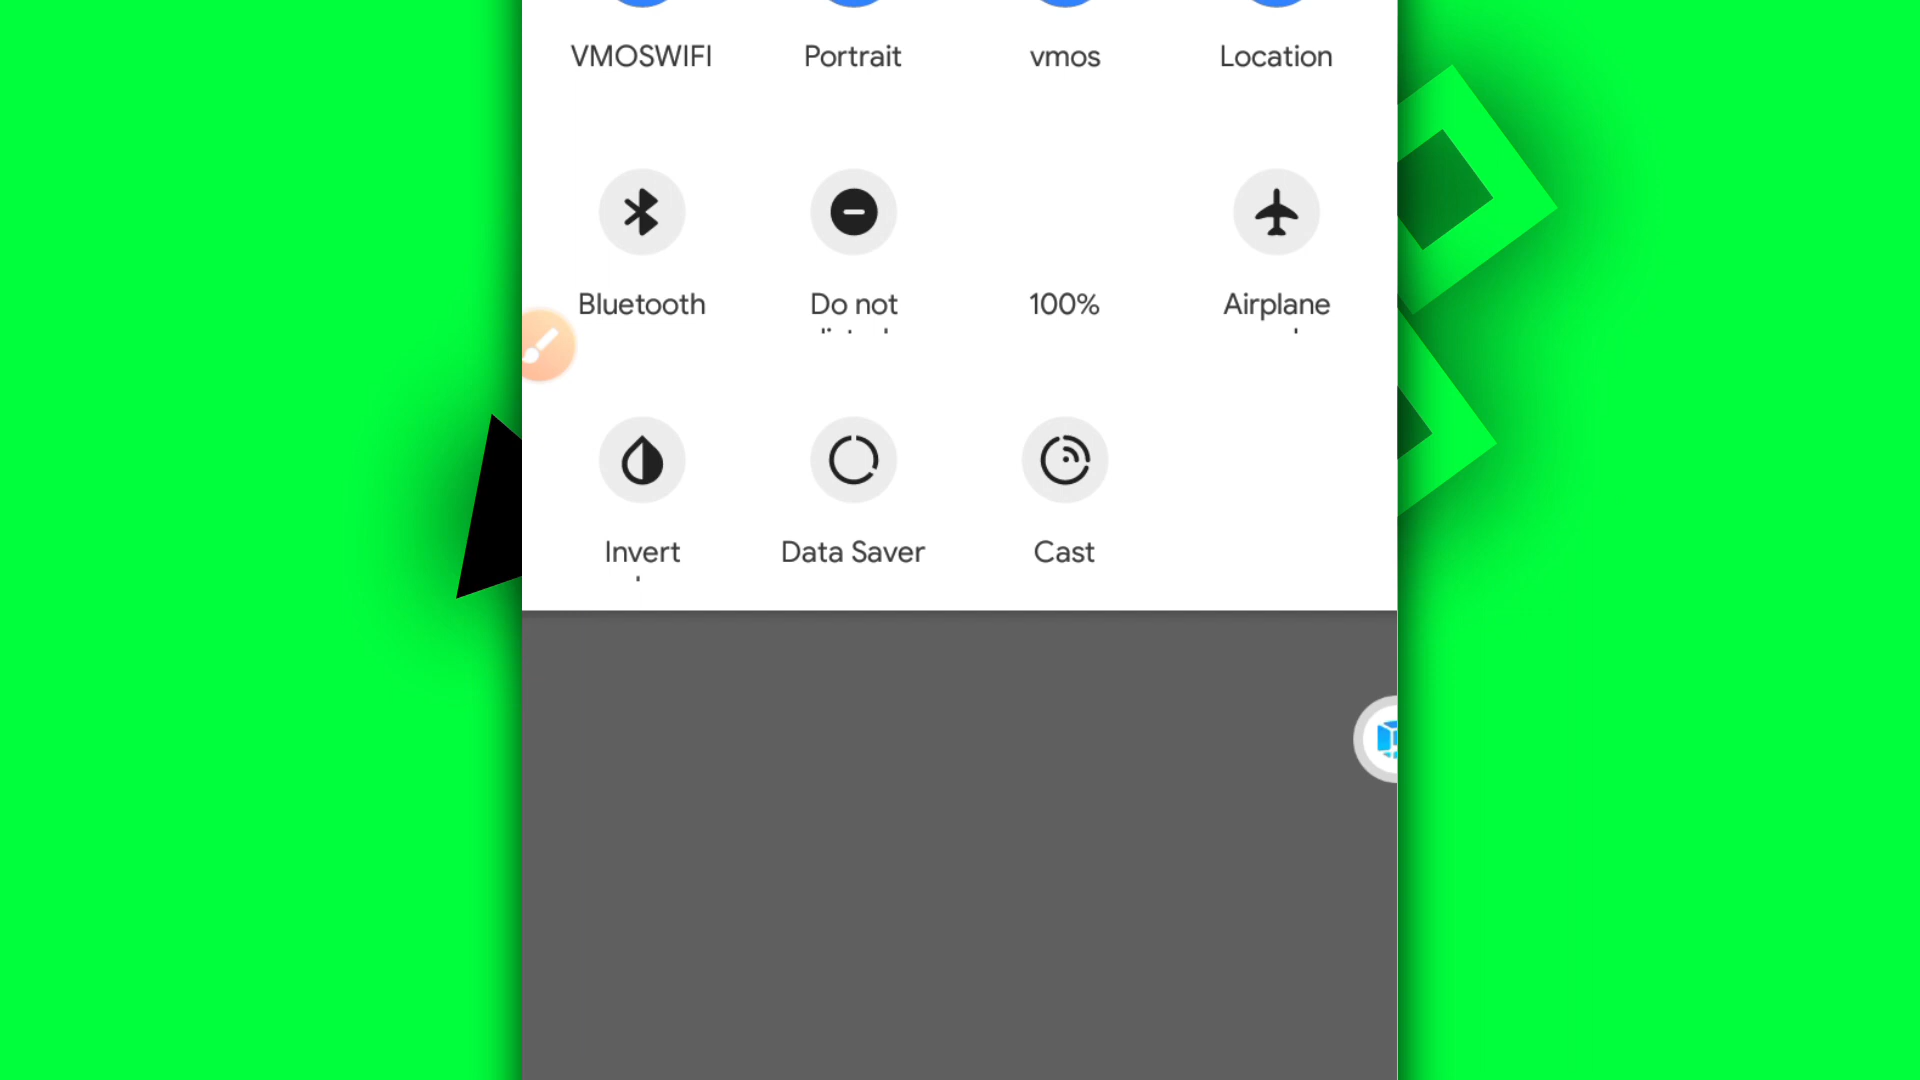 VMOSWIFI Portrait vmos Location
Bluetooth Do not 100% Airplane
Invert Data Saver Cast